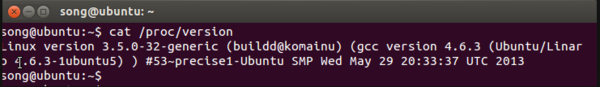 song@ubuntu: ~
song@ubuntu:~$ cat /proc/version
Linux version 3.5.0-32-generic (buildd@komainu) (gcc version 4.6.3 (Ubuntu/Linar
o 4.6.3-1ubuntu5) ) #53~precise1-Ubuntu SMP Wed May 29 20:33:37 UTC 2013
song@ubuntu:~$